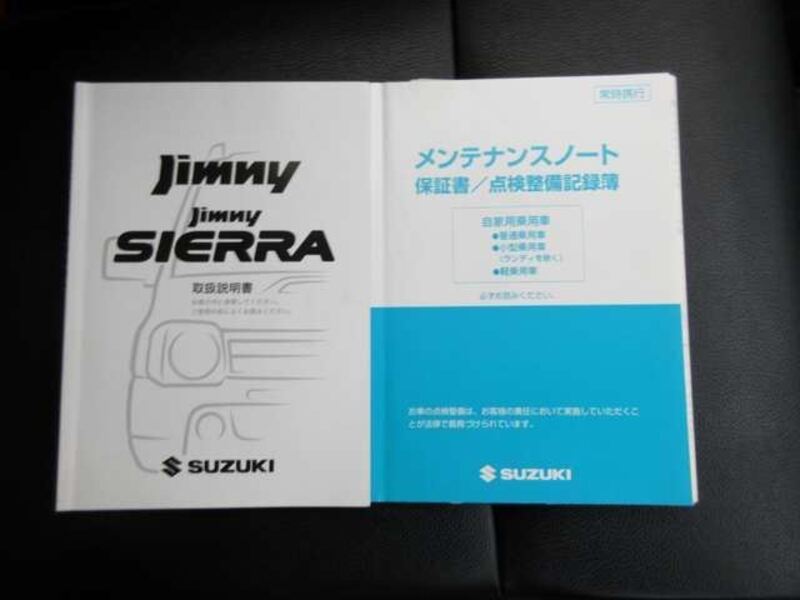 Jimny
Jimny
SIERRA
取扱説明書
SUZUKI
常時携行
メンテナンスノート
保証書／点検整備記録簿
自家用乗用車
●普通乗用車
●小型乗用車
（ランディを除く）
●軽乗用車
必ずお読みください。
お車の点検整備は、お客様の責任において実施していただくこ
とが法律で義務づけられています。
SUZUKI